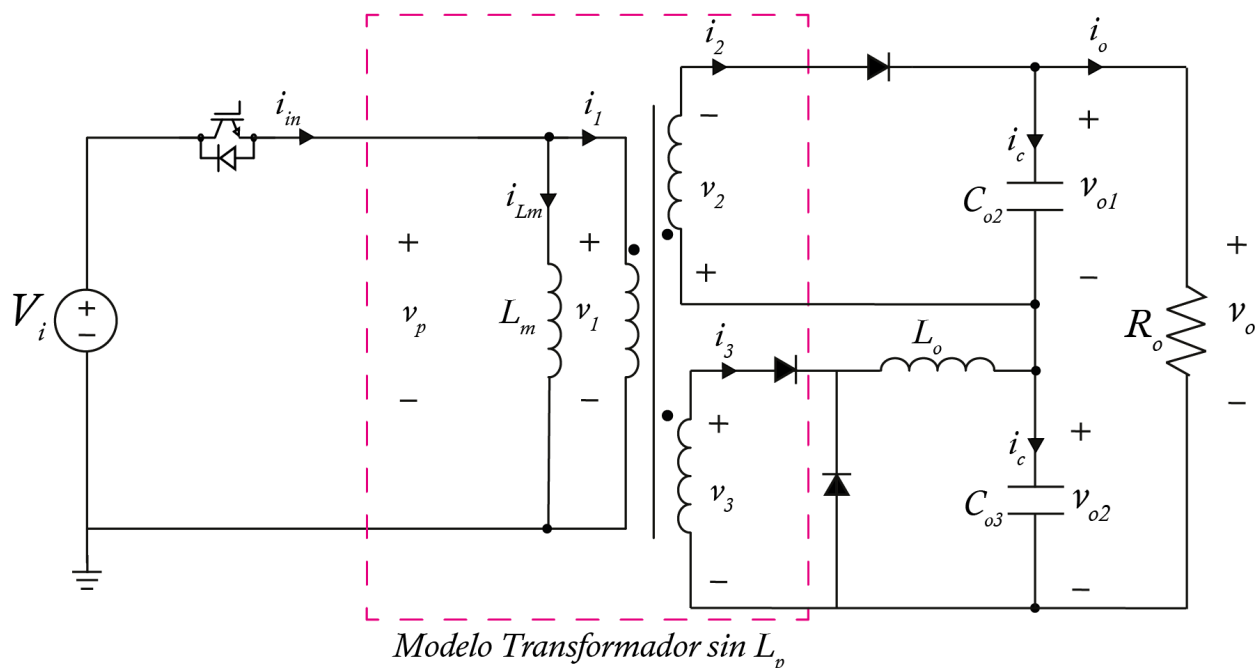 i2
io
iin
i1
ic
Co2
vo1
iLm
v2
Vi
vp
Lm
v1
i3
Lo
Ro
vo
ic
Co3
vo2
v3
Modelo Transformador sin Lp